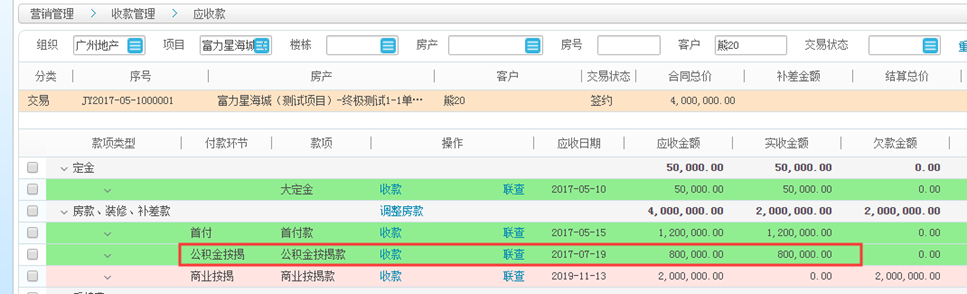 营销管理 > 收款管理 > 应收款
组织 广州地产 项目 富力星海城 楼栋 房产 房号 客户 熊20 交易状态
分类 序号 房产 客户 交易状态 合同总价 补差金额 结算总价
交易 JY2017-05-1000001 富力星海城（测试项目）-终极测试1-1单… 熊20 签约 4,000,000.00
款项类型 付款环节 款项 操作 应收日期 应收金额 实收金额 欠款金额
定金 50,000.00 50,000.00 0.00
大定金 收款 联查 2017-05-10 50,000.00 50,000.00 0.00
房款、装修、补差款 调整房款 4,000,000.00 2,000,000.00 2,000,000.00
首付 首付款 收款 联查 2017-05-15 1,200,000.00 1,200,000.00 0.00
公积金按揭 公积金按揭款 收款 联查 2017-07-19 800,000.00 800,000.00 0.00
商业按揭 商业按揭款 收款 联查 2019-11-13 2,000,000.00 0.00 2,000,000.00